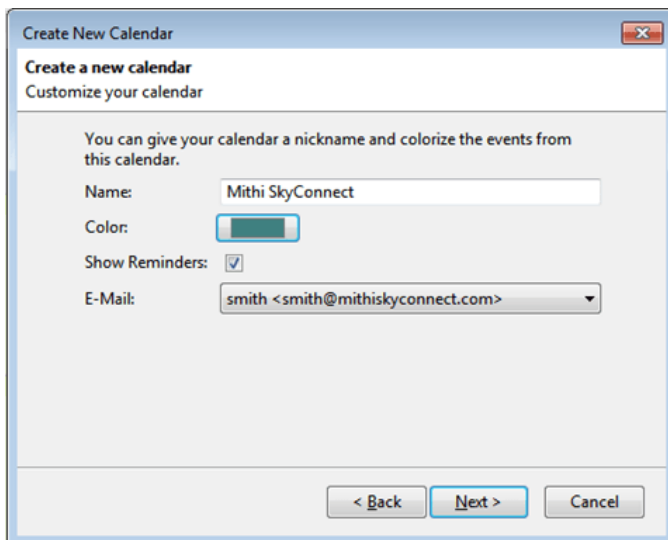 Create New Calendar
Create a new calendar
Customize your calendar
You can give your calendar a nickname and colorize the events from
this calendar.
Name: Mithi SkyConnect
Color:
Show Reminders:
E-Mail: smith <smith@mithiskyconnect.com>
< Back Next > Cancel